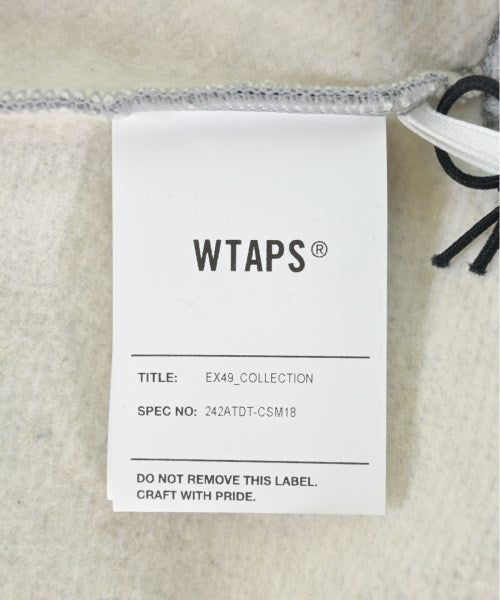 WTAPS®
TITLE: EX49_COLLECTION
SPEC NO: 242ATDT-CSM18
DO NOT REMOVE THIS LABEL.
CRAFT WITH PRIDE.